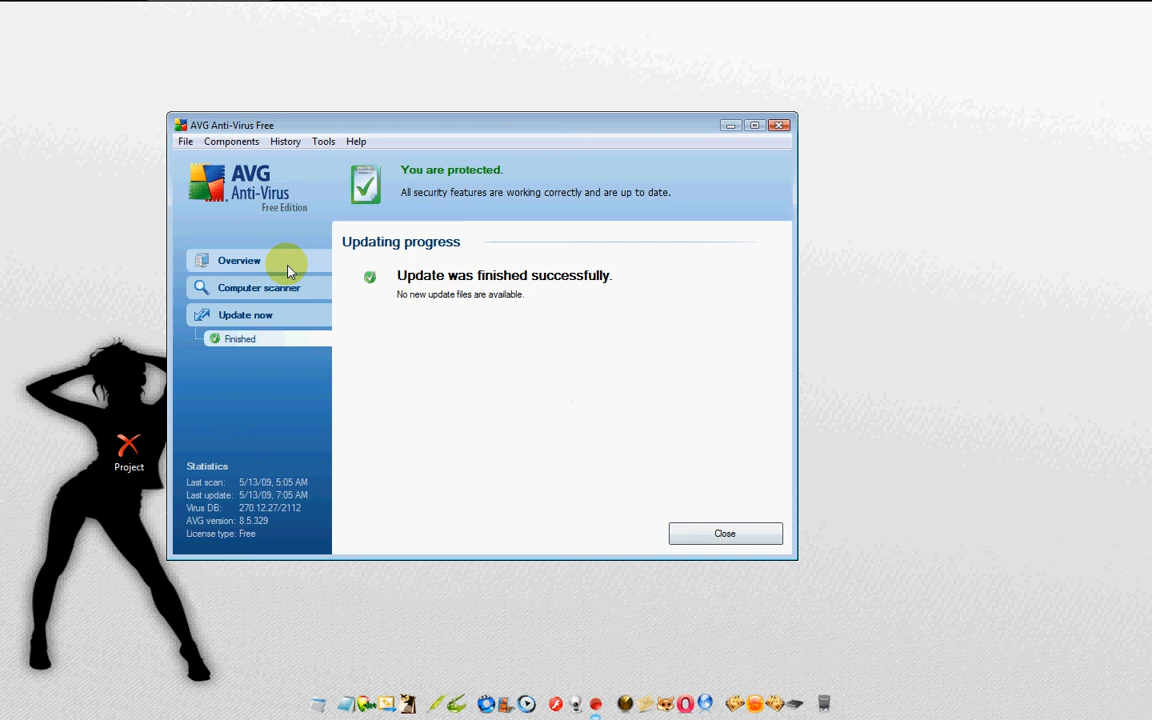 AVG Anti-Virus Free
File Components History Tools Help
AVG
Anti-Virus
Free Edition
You are protected.
All security features are working correctly and are up to date.
Overview
Computer scanner
Update now
Finished
Updating progress
Update was finished successfully.
No new update files are available.
Project
Statistics
Last scan: 5/13/09, 5:05 AM
Last update: 5/13/09, 7:05 AM
Virus DB: 270.12.27/2112
AVG version: 8.5.329
License type: Free
Close